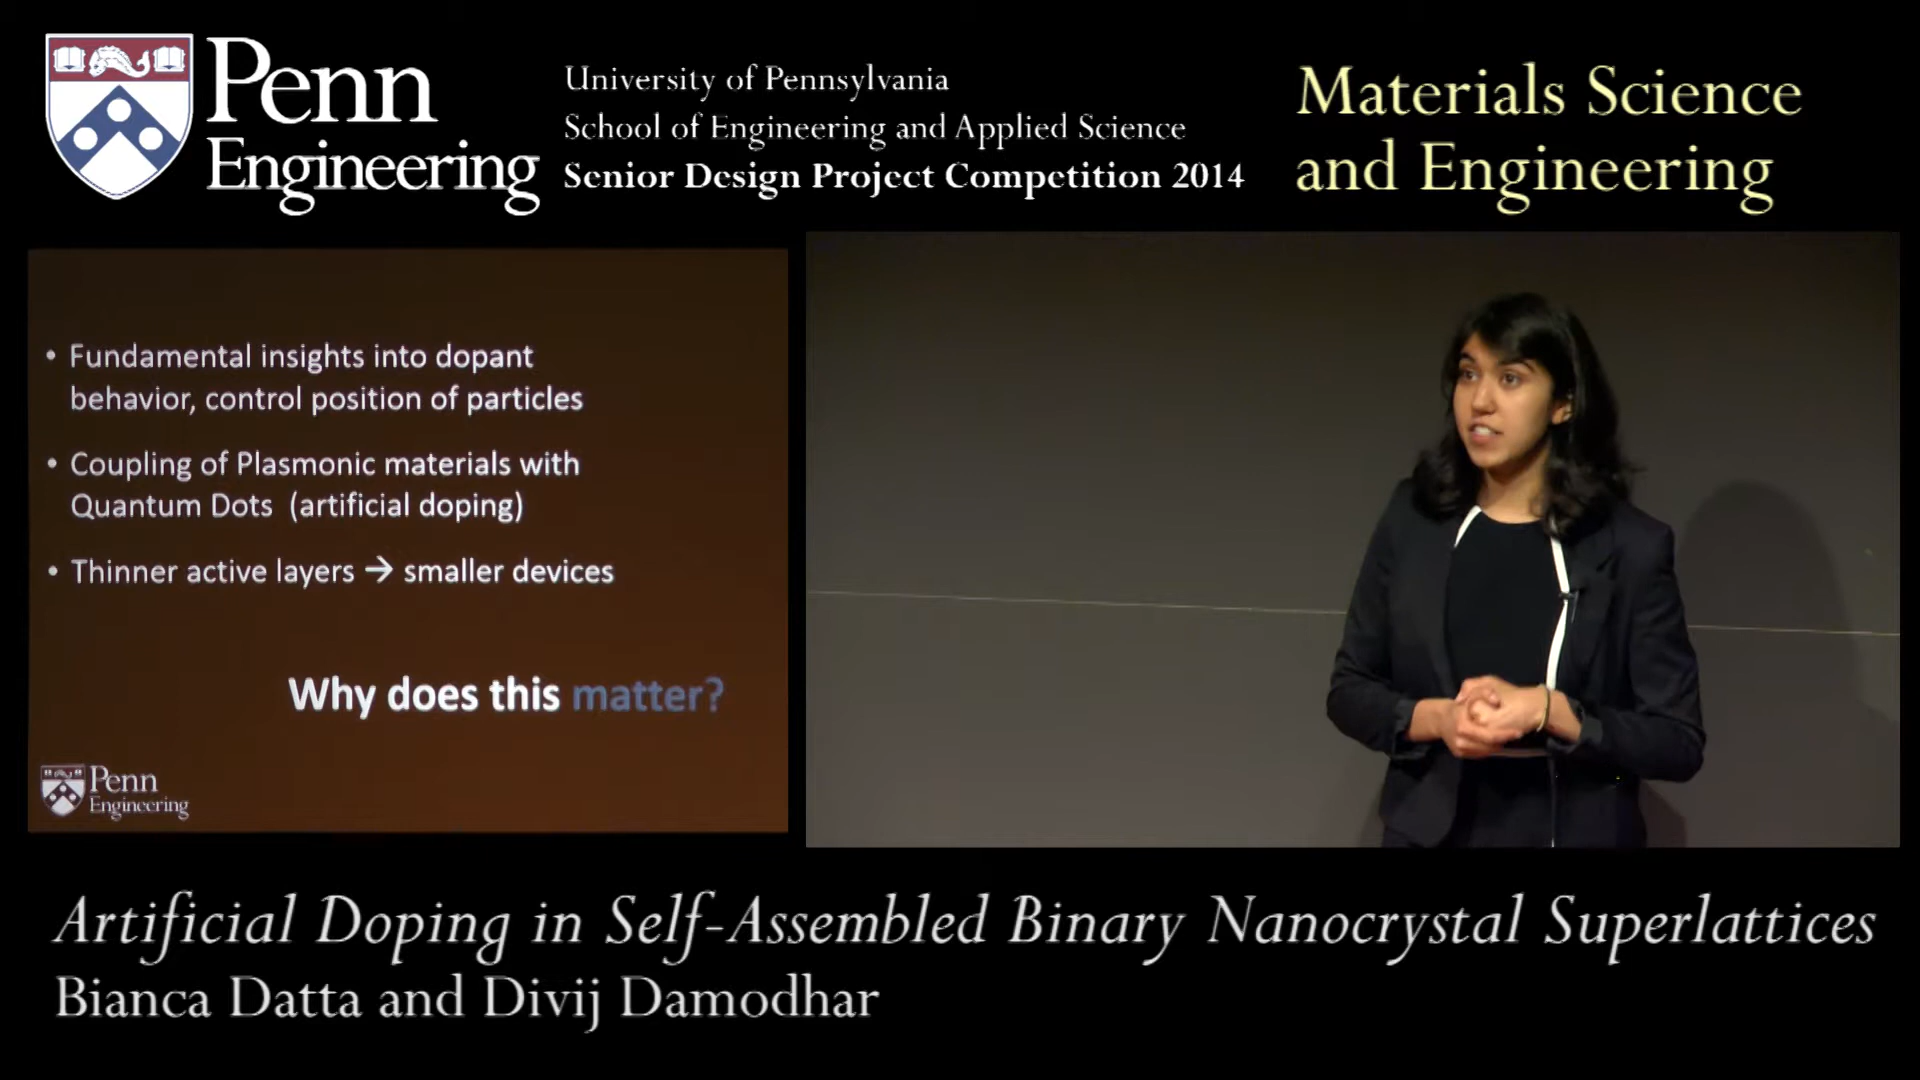 Penn
Engineering
University of Pennsylvania
School of Engineering and Applied Science
Senior Design Project Competition 2014
Materials Science
and Engineering
• Fundamental insights into dopant
behavior, control position of particles
• Coupling of Plasmonic materials with
Quantum Dots (artificial doping)
• Thinner active layers → smaller devices
Why does this matter?
Penn
Engineering
Artificial Doping in Self-Assembled Binary Nanocrystal Superlattices
Bianca Datta and Divij Damodhar